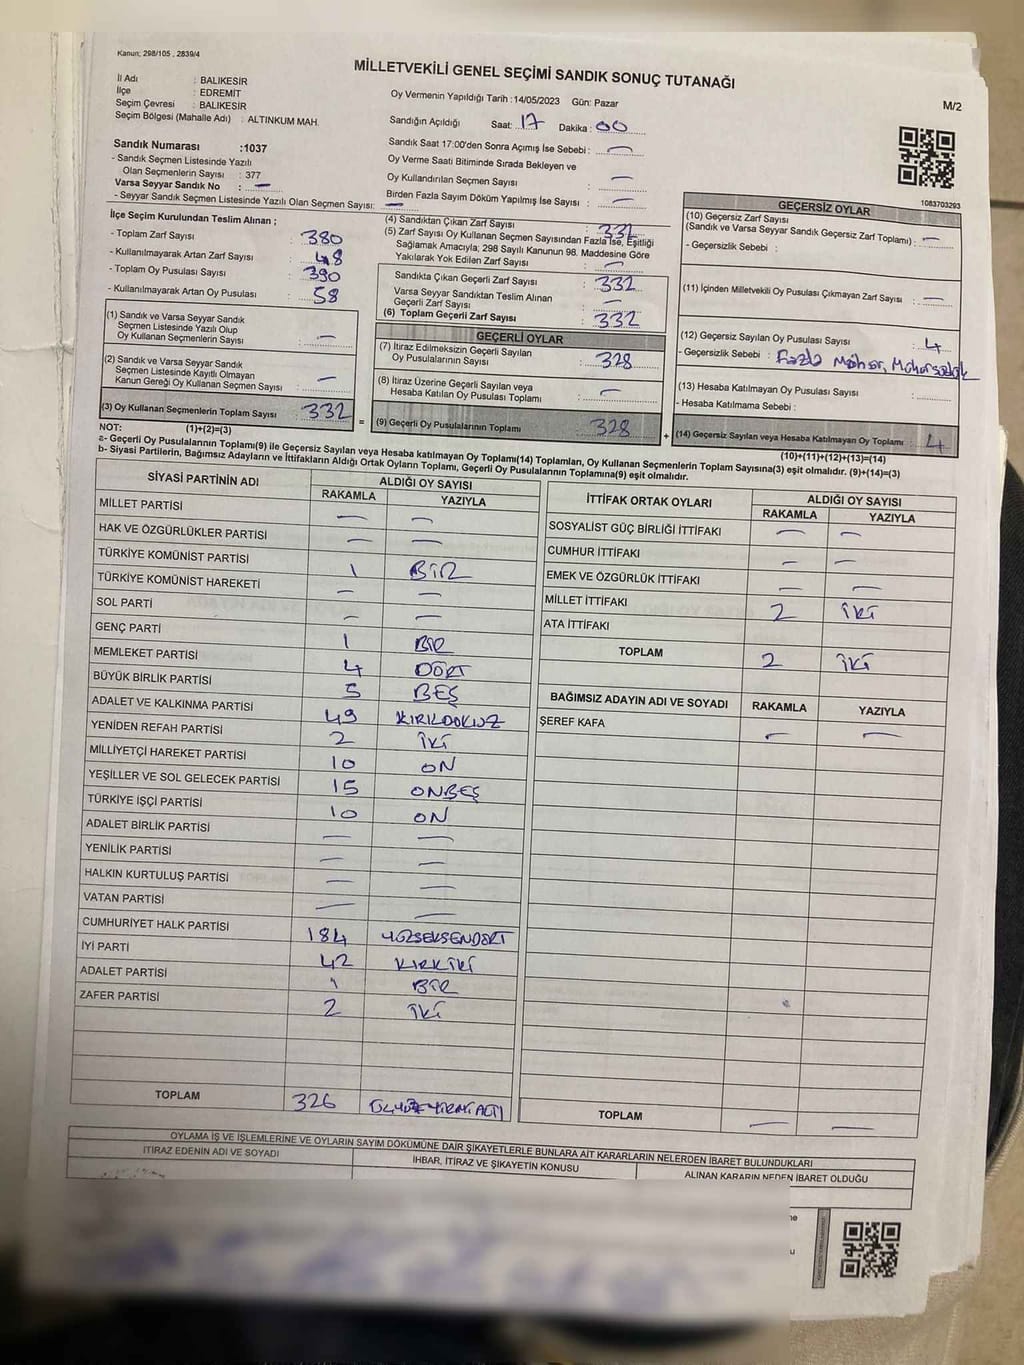 Kanun: 298/105 , 2839/4
MİLLETVEKİLİ GENEL SEÇİMİ SANDIK SONUÇ TUTANAĞI
M/2
İl Adı : BALIKESİR
İlçe : EDREMİT
Seçim Çevresi : BALIKESİR
Seçim Bölgesi (Mahalle Adı) : ALTINKUM MAH.
Oy Vermenin Yapıldığı Tarih :14/05/2023 Gün: Pazar
Sandığın Açıldığı Saat: 17 Dakika : 00
Sandık Saat 17:00'den Sonra Açımış İse Sebebi : —
Oy Verme Saati Bitiminde Sırada Bekleyen ve
Oy Kullandırılan Seçmen Sayısı : —
Birden Fazla Sayım Döküm Yapılmış İse Sayısı : —
Sandık Numarası :1037
- Sandık Seçmen Listesinde Yazılı
Olan Seçmenlerin Sayısı : 377
Varsa Seyyar Sandık No : —
- Seyyar Sandık Seçmen Listesinde Yazılı Olan Seçmen Sayısı: —
1083703293
İlçe Seçim Kurulundan Teslim Alınan ;
- Toplam Zarf Sayısı : 380
- Kullanılmayarak Artan Zarf Sayısı : 48
- Toplam Oy Pusulası Sayısı : 390
- Kullanılmayarak Artan Oy Pusulası : 58
(1) Sandık ve Varsa Seyyar Sandık
Seçmen Listesinde Yazılı Olup
Oy Kullanan Seçmenlerin Sayısı : —
(2) Sandık ve Varsa Seyyar Sandık
Seçmen Listesinde Kayıtlı Olmayan
Kanun Gereği Oy Kullanan Seçmen Sayısı : —
(3) Oy Kullanan Seçmenlerin Toplam Sayısı : 332
(4) Sandıktan Çıkan Zarf Sayısı : 332
(5) Zarf Sayısı Oy Kullanan Seçmen Sayısından Fazla İse, Eşitliği
Sağlamak Amacıyla; 298 Sayılı Kanunun 98. Maddesine Göre
Yakılarak Yok Edilen Zarf Sayısı : —
Sandıkta Çıkan Geçerli Zarf Sayısı : 332
Varsa Seyyar Sandıktan Teslim Alınan
Geçerli Zarf Sayısı : —
(6) Toplam Geçerli Zarf Sayısı : 332
GEÇERLİ OYLAR
(7) İtiraz Edilmeksizin Geçerli Sayılan
Oy Pusulalarının Sayısı : 328
(8) İtiraz Üzerine Geçerli Sayılan veya
Hesaba Katılan Oy Pusulası Toplamı : —
= (9) Geçerli Oy Pusulalarının Toplamı 328
GEÇERSİZ OYLAR
(10) Geçersiz Zarf Sayısı
(Sandık ve Varsa Seyyar Sandık Geçersiz Zarf Toplamı) : —
- Geçersizlik Sebebi :
(11) İçinden Milletvekili Oy Pusulası Çıkmayan Zarf Sayısı : —
(12) Geçersiz Sayılan Oy Pusulası Sayısı : 4
- Geçersizlik Sebebi : Fazla Mühür,
(13) Hesaba Katılmayan Oy Pusulası Sayısı :
- Hesaba Katılmama Sebebi :
+ (14) Geçersiz Sayılan veya Hesaba Katılmayan Oy Toplamı : 4
NOT: (1)+(2)=(3) (10)+(11)+(12)+(13)=(14)
a- Geçerli Oy Pusulalarının Toplamı(9) ile Geçersiz Sayılan veya Hesaba Katılmayan Oy Toplamı(14) Toplamları, Oy Kullanan Seçmenlerin Toplam Sayısına(3) eşit olmalıdır. (9)+(14)=(3)
b- Siyasi Partilerin, Bağımsız Adayların ve İttifakların Aldığı Ortak Oyların Toplamı, Geçerli Oy Pusulalarının Toplamına(9) eşit olmalıdır.
SİYASİ PARTİNİN ADI ALDIĞI OY SAYISI
RAKAMLA YAZIYLA
MİLLET PARTİSİ — —
HAK VE ÖZGÜRLÜKLER PARTİSİ — —
TÜRKİYE KOMÜNİST PARTİSİ 1 BİR
TÜRKİYE KOMÜNİST HAREKETİ — —
SOL PARTİ — —
GENÇ PARTİ 1 BİR
MEMLEKET PARTİSİ 4 DÖRT
BÜYÜK BİRLİK PARTİSİ 5 BEŞ
ADALET VE KALKINMA PARTİSİ 49 KIRKDOKUZ
YENİDEN REFAH PARTİSİ 2 İKİ
MİLLİYETÇİ HAREKET PARTİSİ 10 ON
YEŞİLLER VE SOL GELECEK PARTİSİ 15 ONBEŞ
TÜRKİYE İŞÇİ PARTİSİ 10 ON
ADALET BİRLİK PARTİSİ — —
YENİLİK PARTİSİ — —
HALKIN KURTULUŞ PARTİSİ — —
VATAN PARTİSİ — —
CUMHURİYET HALK PARTİSİ 184 YÜZSEKSENDÖRT
İYİ PARTİ 42 KIRKİKİ
ADALET PARTİSİ 1 BİR
ZAFER PARTİSİ 2 İKİ
TOPLAM 326 ÜÇYÜZYİRMİALTI
İTTİFAK ORTAK OYLARI ALDIĞI OY SAYISI
RAKAMLA YAZIYLA
SOSYALİST GÜÇ BİRLİĞİ İTTİFAKI — —
CUMHUR İTTİFAKI — —
EMEK VE ÖZGÜRLÜK İTTİFAKI — —
MİLLET İTTİFAKI 2 İKİ
ATA İTTİFAKI
TOPLAM 2 İKİ
BAĞIMSIZ ADAYIN ADI VE SOYADI RAKAMLA YAZIYLA
ŞEREF KAFA — —
TOPLAM — —
OYLAMA İŞ VE İŞLEMLERİNE VE OYLARIN SAYIM DÖKÜMÜNE DAİR ŞİKAYETLERLE BUNLARA AİT KARARLARIN NELERDEN İBARET BULUNDUKLARI
İTİRAZ EDENİN ADI VE SOYADI İHBAR, İTİRAZ VE ŞİKAYETİN KONUSU ALINAN KARARIN NEDEN İBARET OLDUĞU